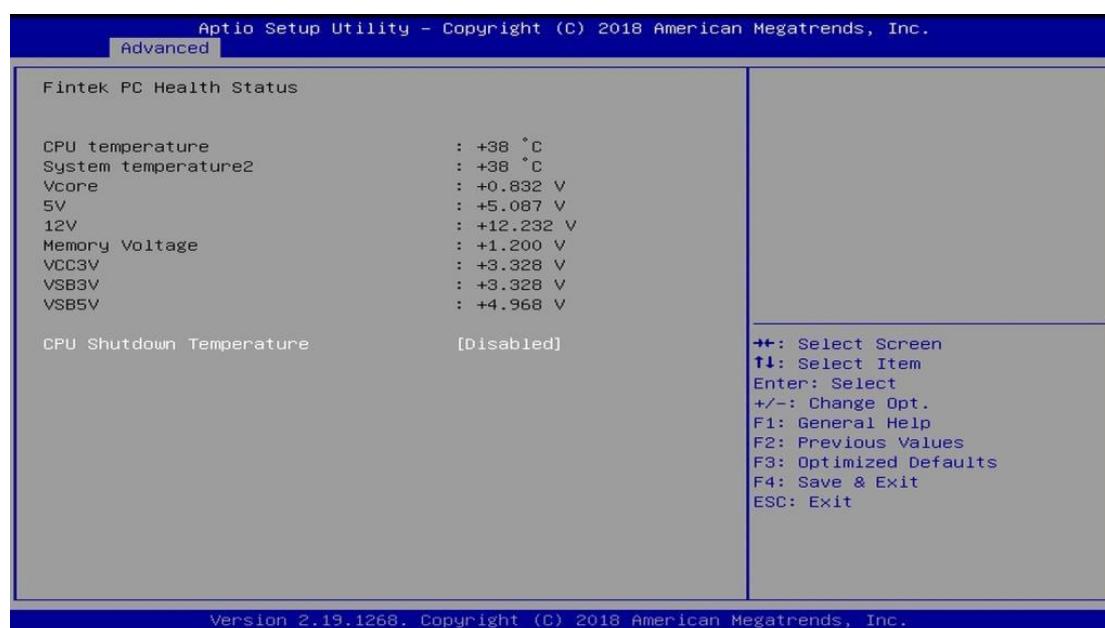 Aptio Setup Utility – Copyright (C) 2018 American Megatrends, Inc.
Advanced
Fintek PC Health Status
CPU temperature : +38 °C
System temperature2 : +38 °C
Vcore : +0.832 V
5V : +5.087 V
12V : +12.232 V
Memory Voltage : +1.200 V
VCC3V : +3.328 V
VSB3V : +3.328 V
VSB5V : +4.968 V
CPU Shutdown Temperature [Disabled]
→←: Select Screen
↑↓: Select Item
Enter: Select
+/-: Change Opt.
F1: General Help
F2: Previous Values
F3: Optimized Defaults
F4: Save & Exit
ESC: Exit
Version 2.19.1268. Copyright (C) 2018 American Megatrends, Inc.